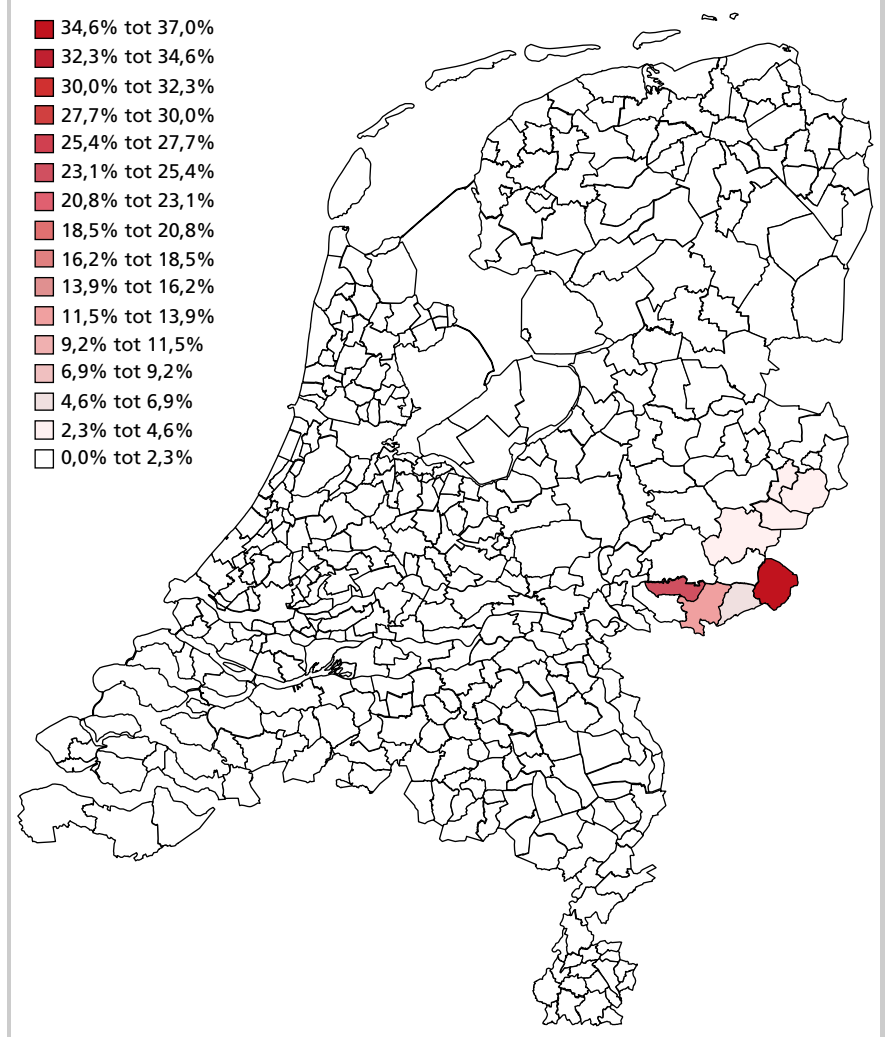 34,6% tot 37,0%
32,3% tot 34,6%
30,0% tot 32,3%
27,7% tot 30,0%
25,4% tot 27,7%
23,1% tot 25,4%
20,8% tot 23,1%
18,5% tot 20,8%
16,2% tot 18,5%
13,9% tot 16,2%
11,5% tot 13,9%
9,2% tot 11,5%
6,9% tot 9,2%
4,6% tot 6,9%
2,3% tot 4,6%
0,0% tot 2,3%